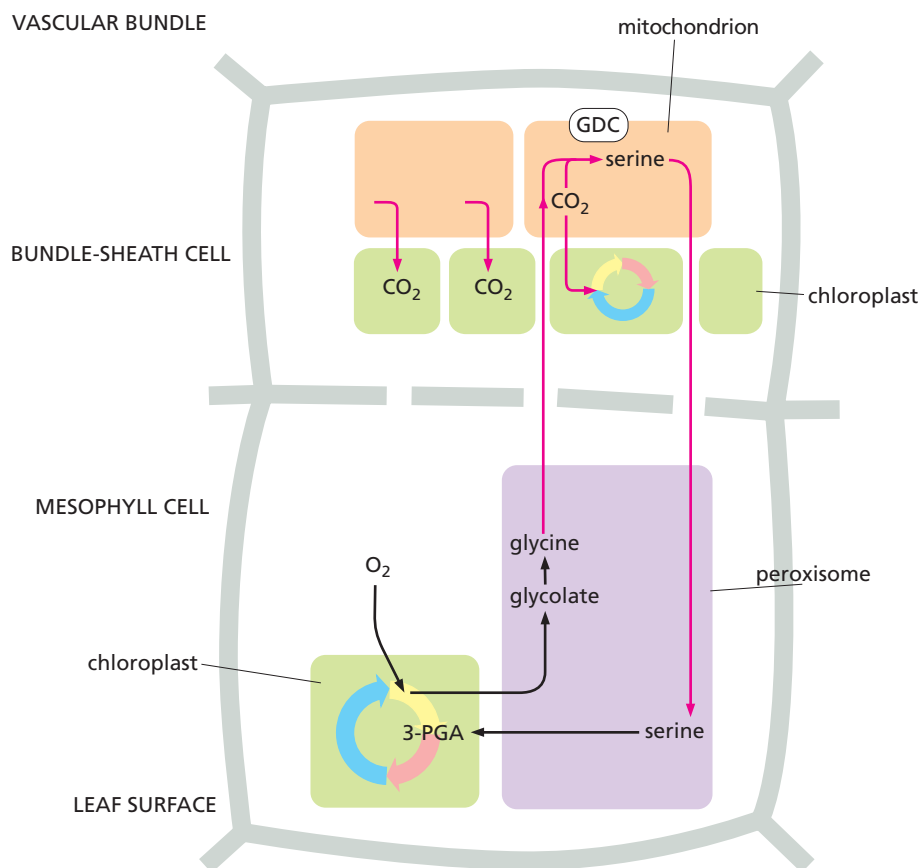 VASCULAR BUNDLE
mitochondrion
GDC
serine
CO2
BUNDLE-SHEATH CELL
CO2
CO2
chloroplast
MESOPHYLL CELL
glycine
O2
peroxisome
glycolate
chloroplast
3-PGA
serine
LEAF SURFACE